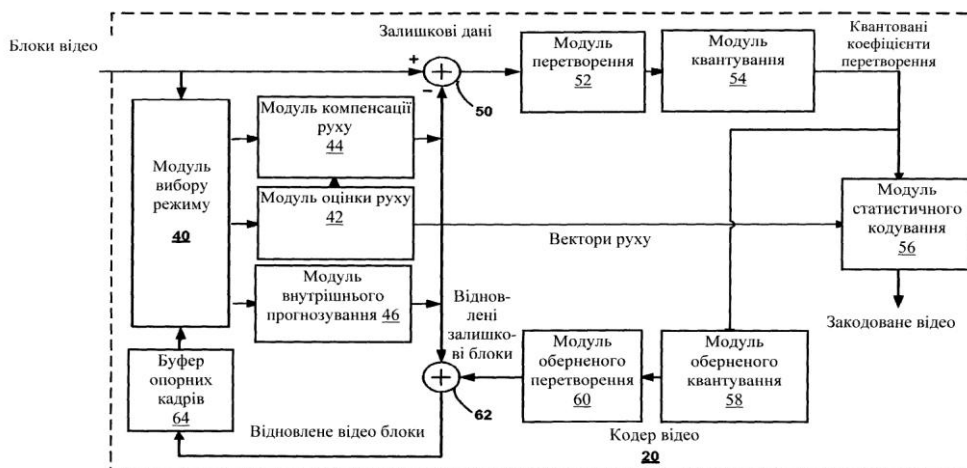 Блоки відео
Залишкові дані
Квантовані
коефіцієнти
перетворення
+
−
50
Модуль
перетворення
52
Модуль
квантування
54
Модуль компенсації
руху
44
Модуль
вибору
режиму
40
Модуль оцінки руху
42
Вектори руху
Модуль
статистичного
кодування
56
Модуль
внутрішнього
прогнозування 46
Віднов-
лені
залишко-
ві блоки
Закодоване відео
Буфер
опорних
кадрів
64
62
Модуль
оберненого
перетворення
60
Модуль
оберненого
квантування
58
Відновлене відео блоки
Кодер відео
20